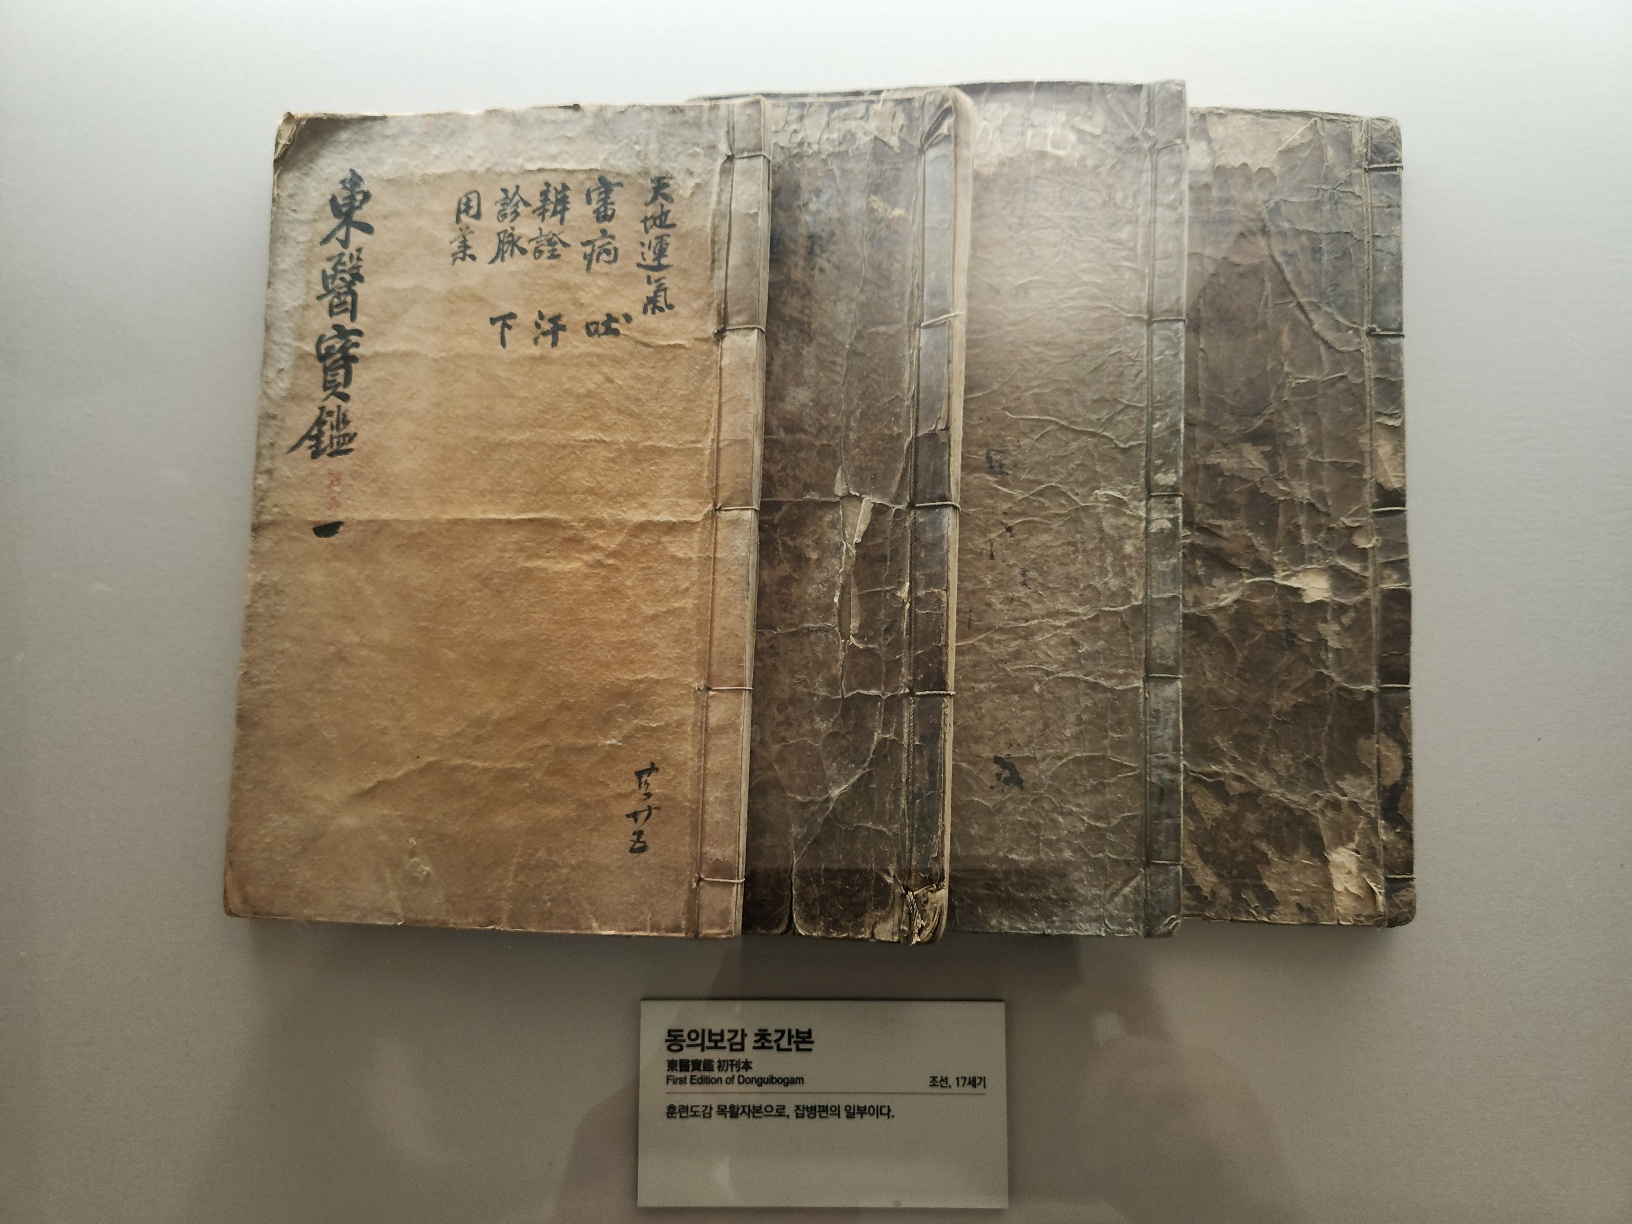 東醫寶鑑
一
天地運氣
審病 吐
辨證 汗
診脉 下
用藥
동의보감 초간본
東醫寶鑑 初刊本
First Edition of Donguibogam
조선, 17세기
훈련도감 목활자본으로, 잡병편의 일부이다.